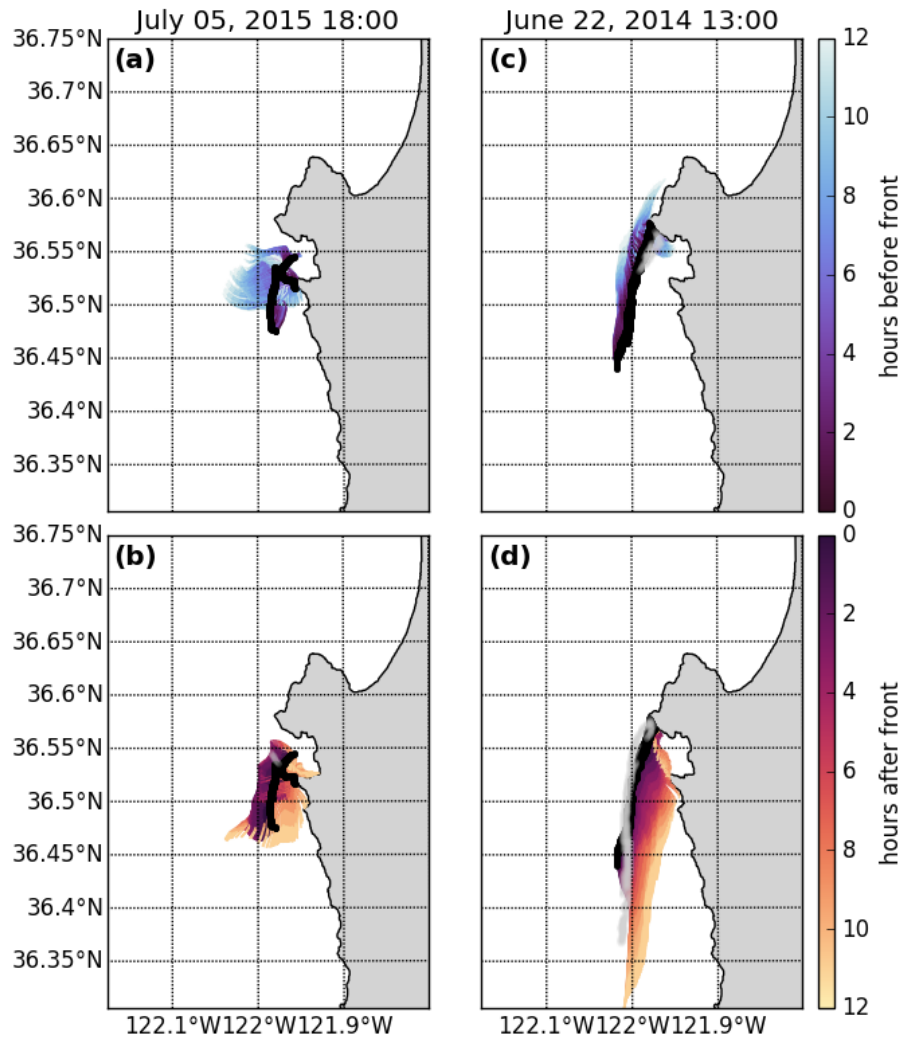 July 05, 2015 18:00
June 22, 2014 13:00
(a)
36.75°N
36.7°N
36.65°N
36.6°N
36.55°N
36.5°N
36.45°N
36.4°N
36.35°N
(c)
12
10
8
6
4
2
0
hours before front
(b)
36.75°N
36.7°N
36.65°N
36.6°N
36.55°N
36.5°N
36.45°N
36.4°N
36.35°N
122.1°W122°W121.9°W
(d)
122.1°W122°W121.9°W
0
2
4
6
8
10
12
hours after front